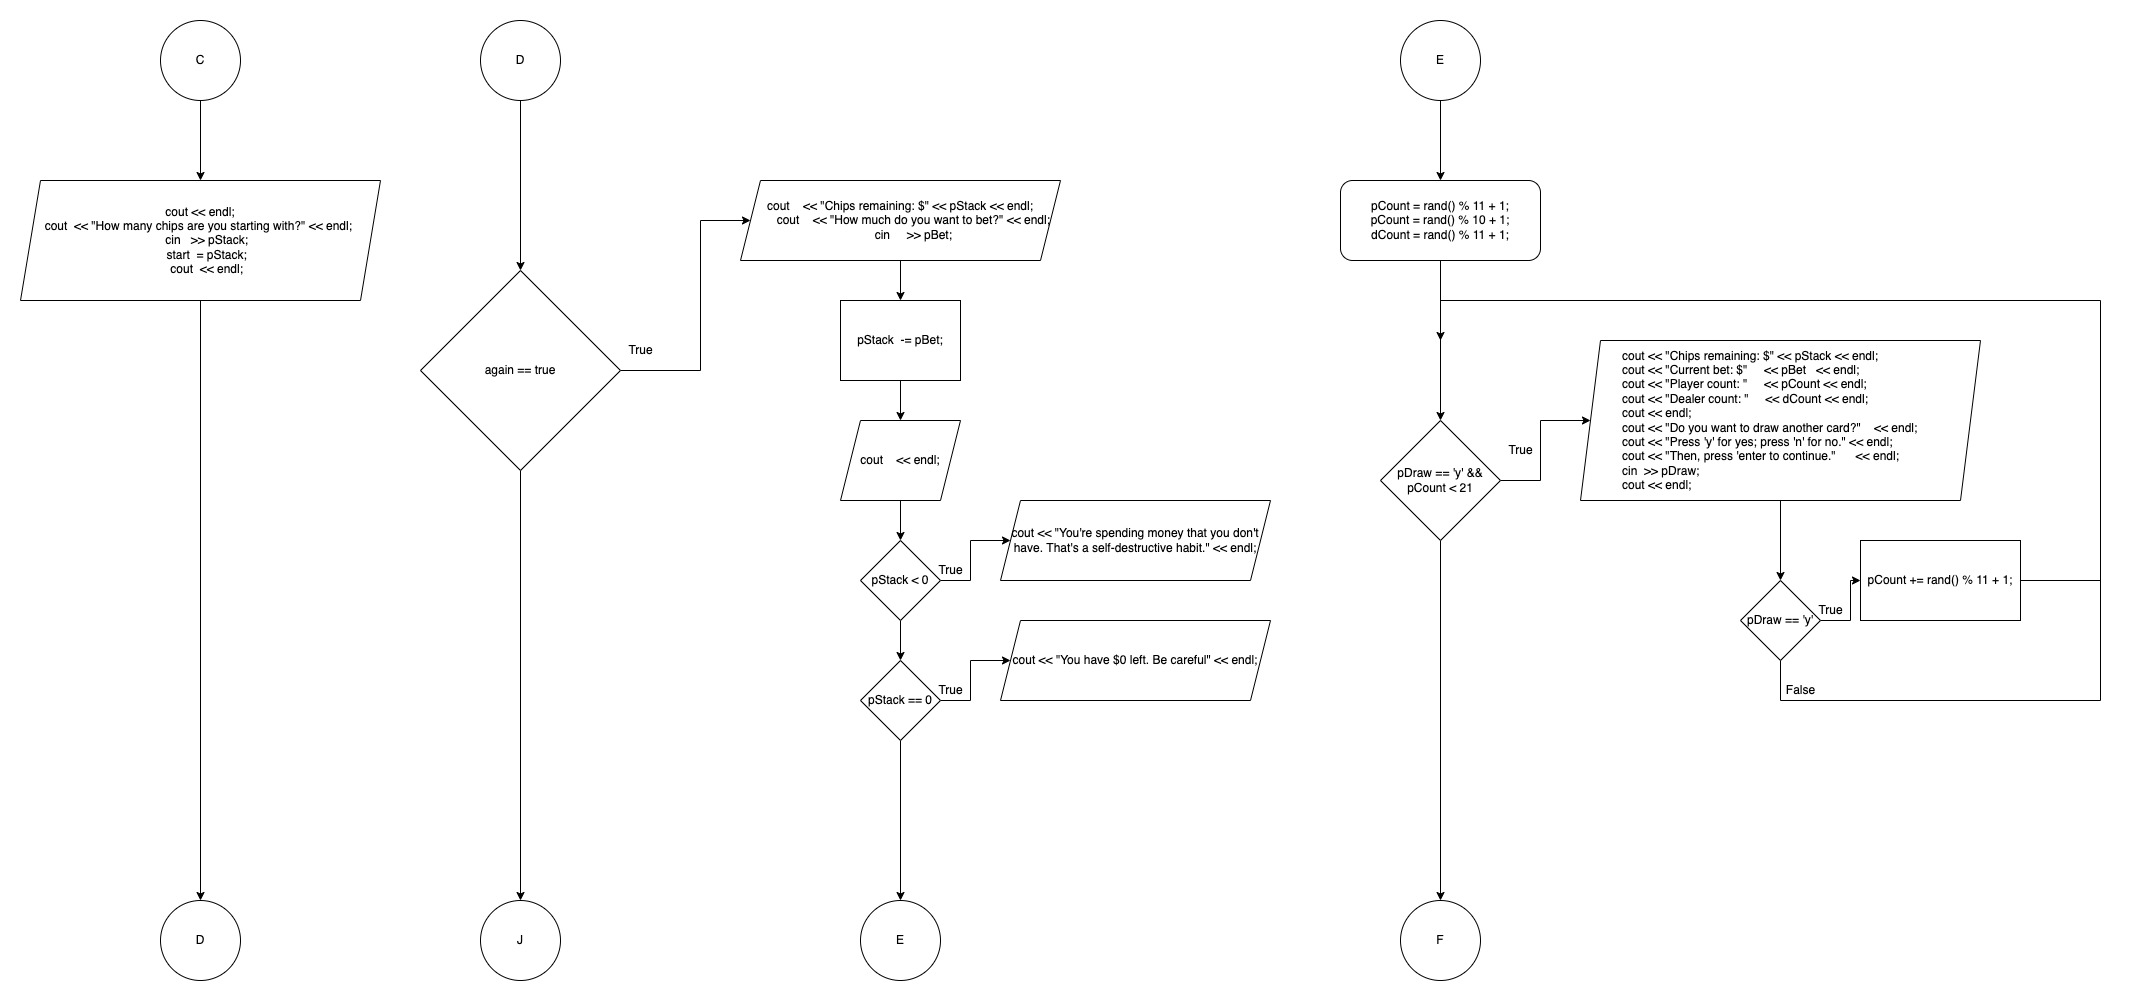 C
cout << endl;
cout << "How many chips are you starting with?" << endl;
cin >> pStack;
start = pStack;
cout << endl;
D
D
again == true
True
J
cout << "Chips remaining: $" << pStack << endl;
cout << "How much do you want to bet?" << endl;
cin >> pBet;
pStack -= pBet;
cout << endl;
pStack < 0
True
cout << "You're spending money that you don't
have. That's a self-destructive habit." << endl;
pStack == 0
True
cout << "You have $0 left. Be careful" << endl;
E
E
pCount = rand() % 11 + 1;
pCount = rand() % 10 + 1;
dCount = rand() % 11 + 1;
pDraw == 'y' &&
pCount < 21
True
cout << "Chips remaining: $" << pStack << endl;
cout << "Current bet: $" << pBet << endl;
cout << "Player count: " << pCount << endl;
cout << "Dealer count: " << dCount << endl;
cout << endl;
cout << "Do you want to draw another card?" << endl;
cout << "Press 'y' for yes; press 'n' for no." << endl;
cout << "Then, press 'enter to continue." << endl;
cin >> pDraw;
cout << endl;
pDraw == 'y'
True
pCount += rand() % 11 + 1;
False
F